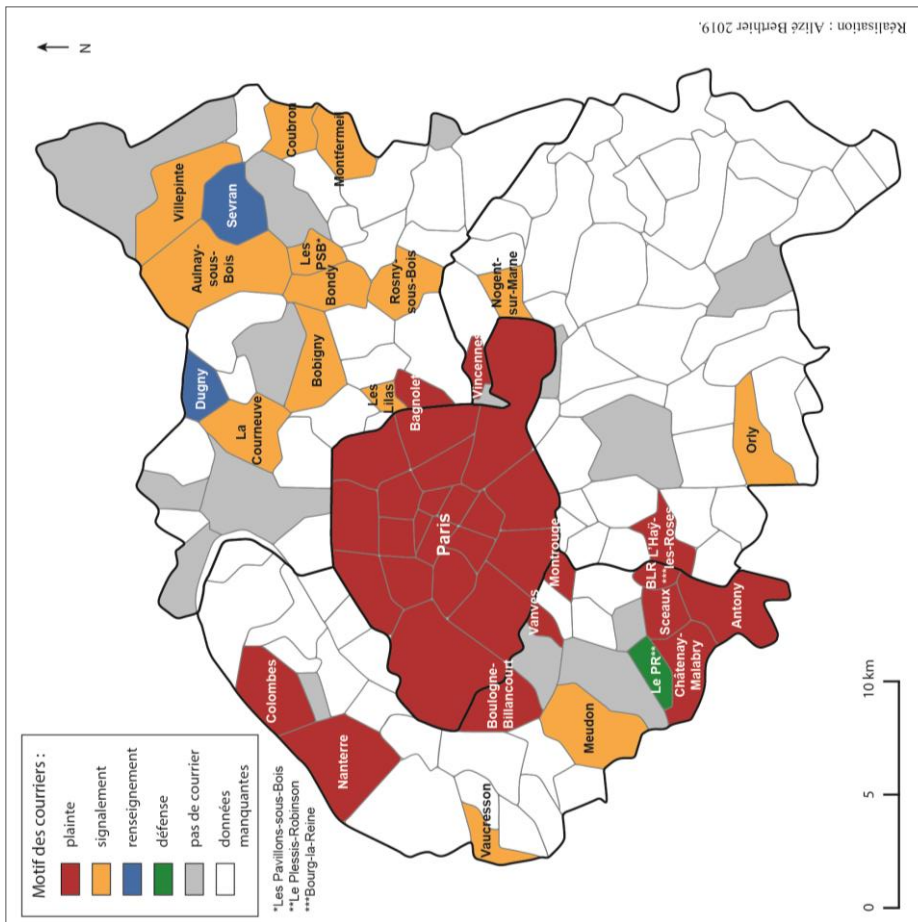 Réalisation : Alizé Berthier 2019.
N
Motif des courriers :
plainte
signalement
renseignement
défense
pas de courrier
données
manquantes
*Les Pavillons-sous-Bois
**Le Plessis-Robinson
***Bourg-la-Reine
Villepinte
Coubron
Montfermeil
Sevran
Aulnay-
sous-
Bois
Les
PSB*
Bondy
Rosny-
sous-Bois
Nogent-
sur-Marne
Dugny
La
Courneuve
Bobigny
Les
Lilas
Bagnolet
Vincennes
Paris
Orly
Montrouge
Vanves
BLR
***
L'Haÿ-
les-Roses
Sceaux
Antony
Châtenay-
Malabry
Le PR**
Colombes
Nanterre
Boulogne-
Billancourt
Meudon
Vaucresson
0
5
10 km